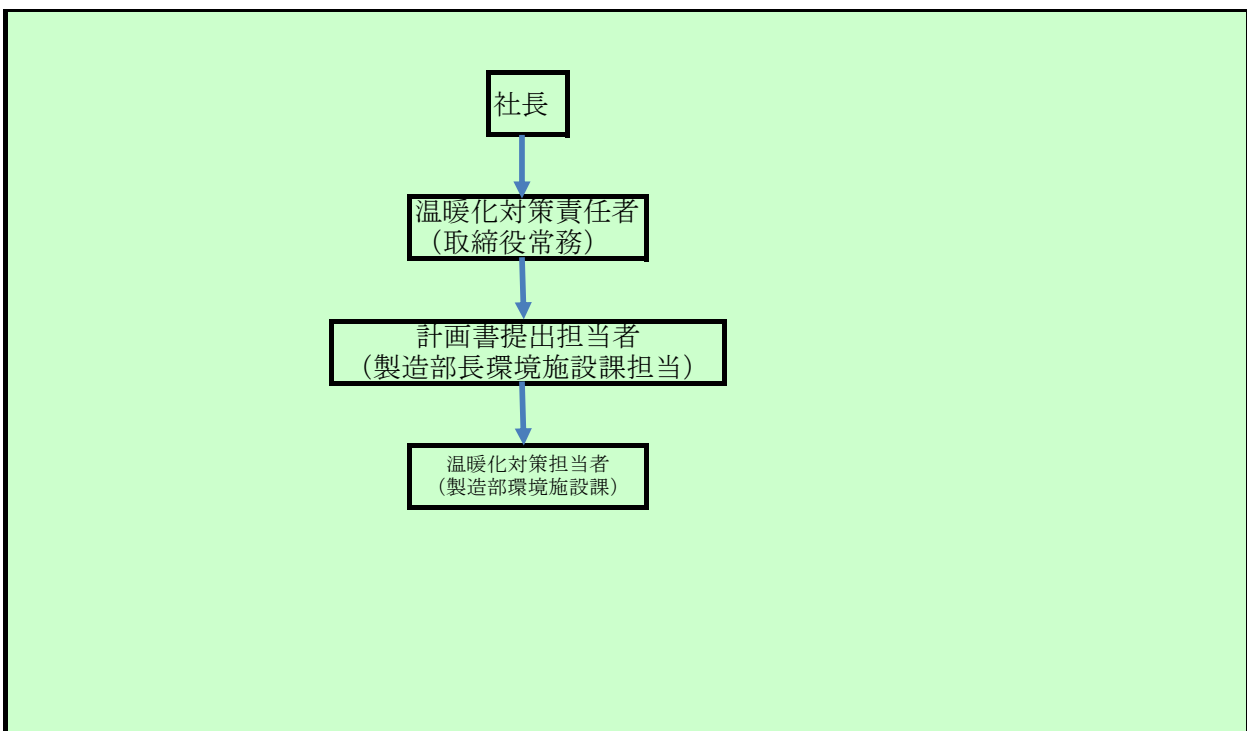 社長
温暖化対策責任者
（取締役常務）
計画書提出担当者
（製造部長環境施設課担当）
温暖化対策担当者
（製造部環境施設課）